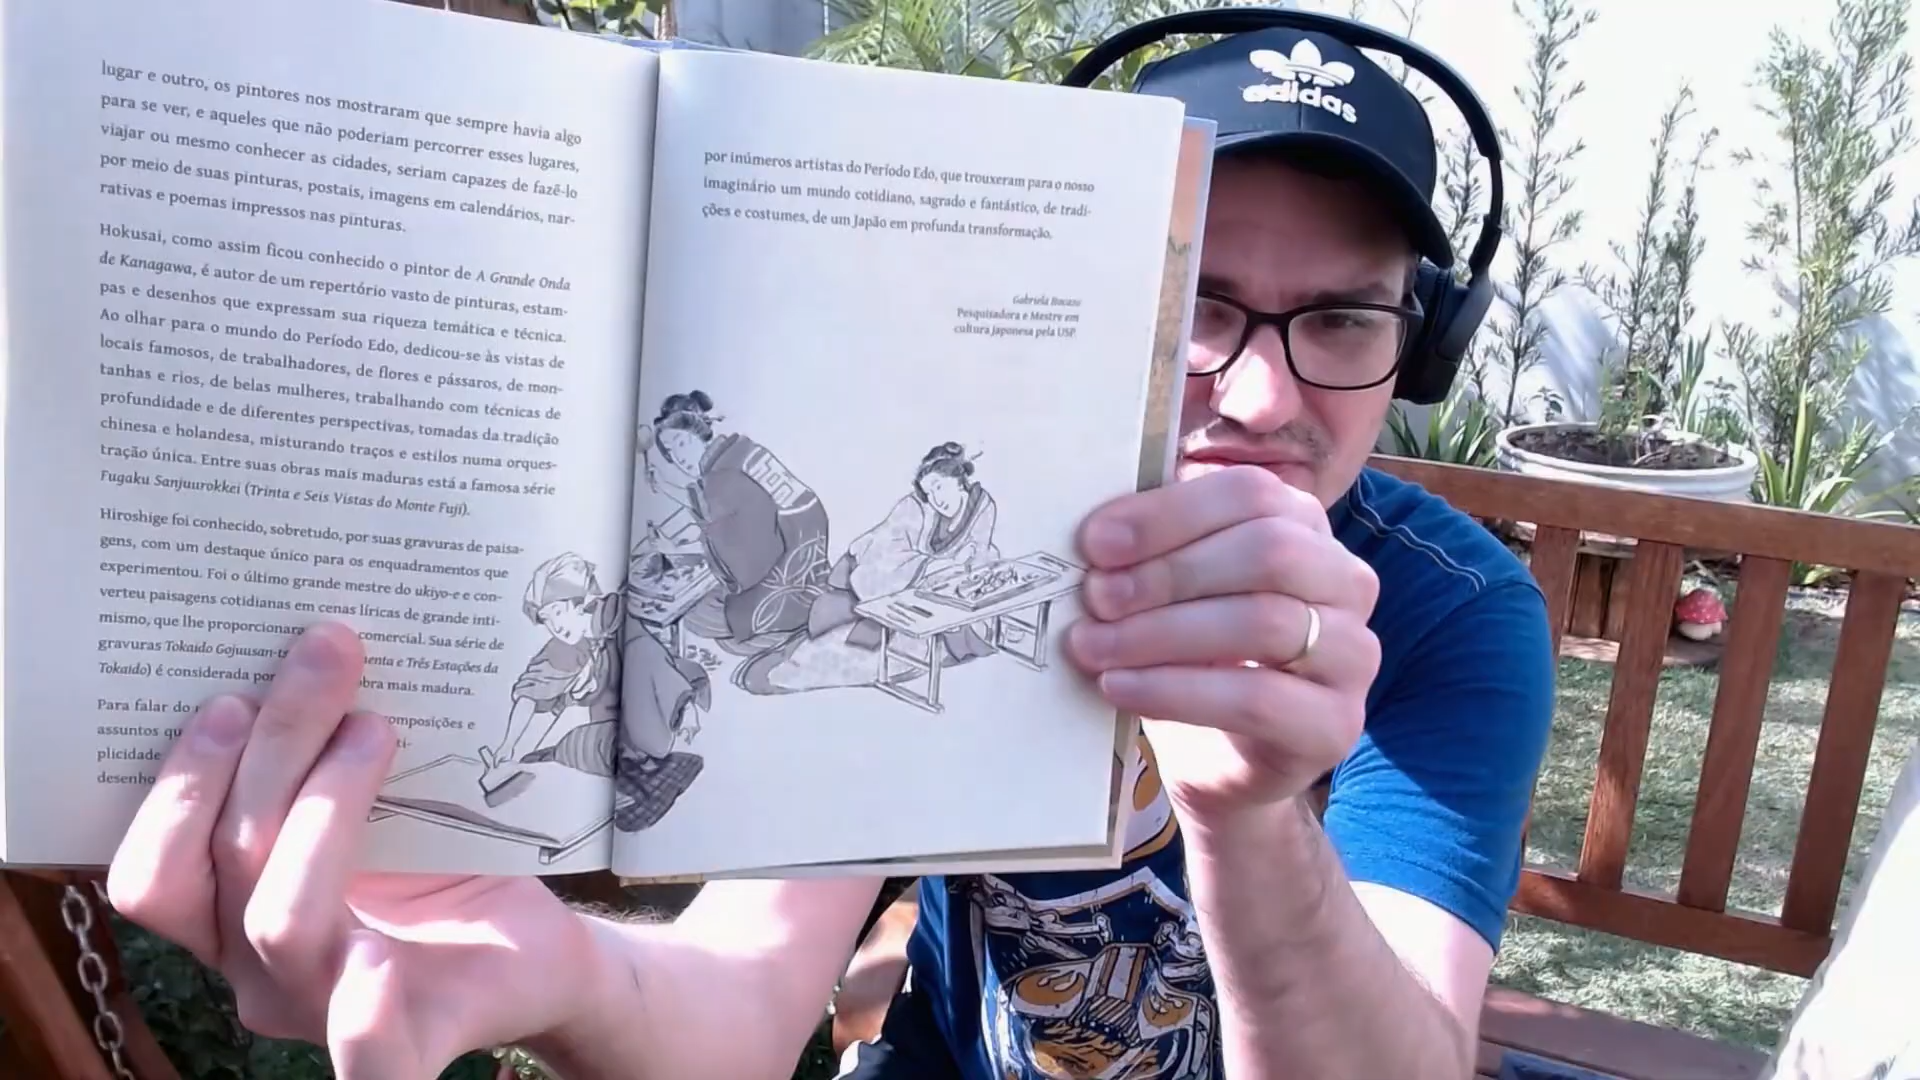 lugar e outro, os pintores nos mostraram que sempre havia algo
para se ver, e aqueles que não poderiam percorrer esses lugares,
viajar ou mesmo conhecer as cidades, seriam capazes de fazê-lo
por meio de suas pinturas, postais, imagens em calendários, nar-
rativas e poemas impressos nas pinturas.
Hokusai, como assim ficou conhecido o pintor de A Grande Onda
de Kanagawa, é autor de um repertório vasto de pinturas, estam-
pas e desenhos que expressam sua riqueza temática e técnica.
Ao olhar para o mundo do Período Edo, dedicou-se às vistas de
locais famosos, de trabalhadores, de flores e pássaros, de mon-
tanhas e rios, de belas mulheres, trabalhando com técnicas de
profundidade e de diferentes perspectivas, tomadas da tradição
chinesa e holandesa, misturando traços e estilos numa orques-
tração única. Entre suas obras mais maduras está a famosa série
Fugaku Sanjuurokkei (Trinta e Seis Vistas do Monte Fuji).
Hiroshige foi conhecido, sobretudo, por suas gravuras de paisa-
gens, com um destaque único para os enquadramentos que
experimentou. Foi o último grande mestre do ukiyo-e e con-
verteu paisagens cotidianas em cenas líricas de grande inti-
mismo, que lhe proporcionara comercial. Sua série de
gravuras Tokaido Gojuusan-ts enta e Três Estações da
Tokaido) é considerada por obra mais madura.
Para falar do omposições e
assuntos qu ti-
plicidade
desenho
por inúmeros artistas do Período Edo, que trouxeram para o nosso
imaginário um mundo cotidiano, sagrado e fantástico, de tradi-
ções e costumes, de um Japão em profunda transformação.
Gabriela
Pesquisadora e Mestre em
cultura japonesa pela USP.
adidas